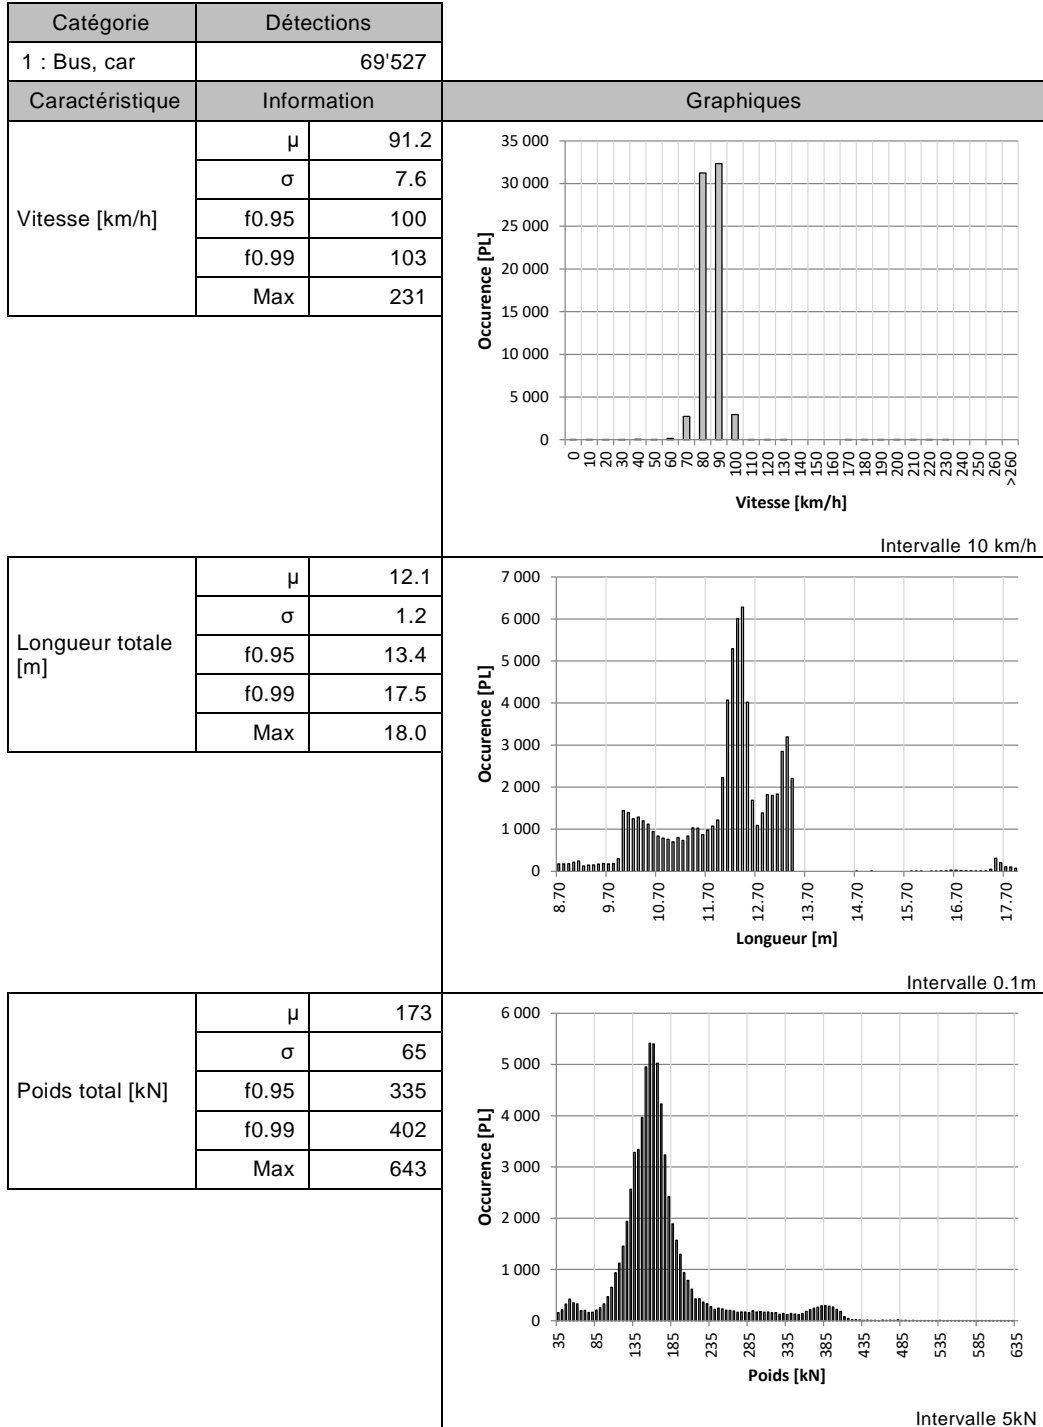 Catégorie Détections
1 : Bus, car 69'527
Caractéristique Information Graphiques
Vitesse [km/h]
µ 91.2
σ 7.6
f0.95 100
f0.99 103
Max 231
35 000
30 000
25 000
20 000
15 000
10 000
5 000
0
Occurence [PL]
0 10 20 30 40 50 60 70 80 90 100 110 120 130 140 150 160 170 180 190 200 210 220 230 240 250 260 >260
Vitesse [km/h]
Intervalle 10 km/h
Longueur totale
[m]
µ 12.1
σ 1.2
f0.95 13.4
f0.99 17.5
Max 18.0
7 000
6 000
5 000
4 000
3 000
2 000
1 000
0
Occurence [PL]
8.70 9.70 10.70 11.70 12.70 13.70 14.70 15.70 16.70 17.70
Longueur [m]
Intervalle 0.1m
Poids total [kN]
µ 173
σ 65
f0.95 335
f0.99 402
Max 643
6 000
5 000
4 000
3 000
2 000
1 000
0
Occurence [PL]
35 85 135 185 235 285 335 385 435 485 535 585 635
Poids [kN]
Intervalle 5kN